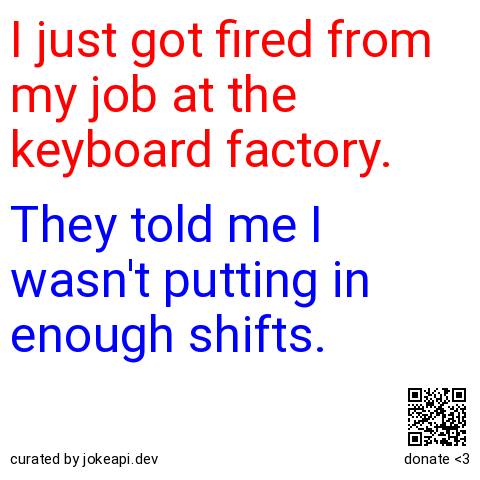 I just got fired from
my job at the
keyboard factory.
They told me I
wasn't putting in
enough shifts.
curated by jokeapi.dev
donate <3